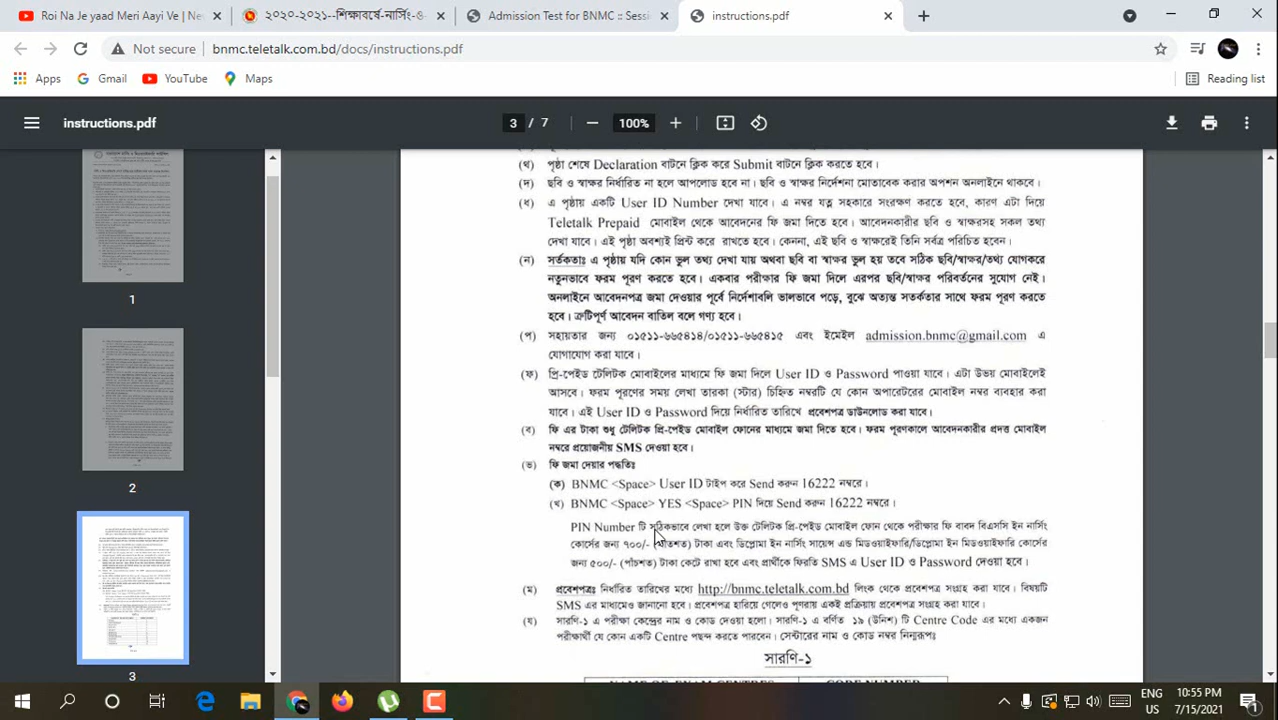 Roi Na Je yaad Meri Aayi Ve | Ne
২০২০-২০২১--শিক্ষাবর্ষে-নার্সিং-ও-
Admission Test for BNMC :: Sessi
instructions.pdf
Not secure | bnmc.teletalk.com.bd/docs/instructions.pdf
Apps Gmail YouTube Maps Reading list
instructions.pdf 3 / 7 100%
(থ) পৃষ্ঠা শেষে Declaration বাটনে ক্লিক করে Submit বাটনে ক্লিক করতে হবে।
(দ) ছবি ও স্বাক্ষর নির্ধারিত না হলে আপলোড হবে না। ছবি ও স্বাক্ষর নির্দেশনা মোতাবেক করার অপশন অনলাইনে থাকবে।
(ধ) এ পৃষ্ঠায় একটি User ID Number দেখা যাবে। এ নম্বর যত্ন সহকারে সংরক্ষণ করতে হবে, কারণ এটা দিয়ে
Teletalk Prepaid মোবাইল থেকে আবেদনের ফি জমা দিতে হবে। আবেদনকারীর ছবি ও স্বাক্ষরসহ সকল তথ্য
দেখা যাবে। এই পৃষ্ঠা অবশ্যই প্রিন্ট করে রাখতে হবে। কেননা, এই ছবি ও স্বাক্ষরেই তিনি সর্বত্র পরিচিত হবেন।
(ন) সর্তকতাঃ এ পৃষ্ঠায় যদি কোন ভুল তথ্য দেখা যায় অথবা ছবি বা স্বাক্ষর ভুল হয় তবে সঠিক ছবি/স্বাক্ষর/তথ্য যোগকরে
নতুনভাবে ফরম পূরণ করতে হবে। একবার পরীক্ষার ফি জমা দিলে এরপর ছবি/স্বাক্ষর পরিবর্তনের সুযোগ নেই।
অনলাইনে আবেদনপত্র জমা দেওয়ার পূর্বে নির্দেশাবলি ভালভাবে পড়ে, বুঝে অত্যন্ত সতর্কতার সাথে ফরম পূরণ করতে
হবে। ত্রুটিপূর্ণ আবেদন বাতিল বলে গণ্য হবে।
(প) সহায়তার জন্য ০১৫১১-৬৬৫৪১৪/০১৫১১-৬৬৫৪১৫ এবং ইমেইল admission.bnmc@gmail.com এ
যোগাযোগ করা যাবে।
(ফ) প্রি-পেইড টেলিটক মোবাইলের মাধ্যমে ফি জমা দিলে User ID ও Password পাওয়া যাবে। এটা উভয় মোবাইলেই
আসবে। ফরম পূরণের সময় লেখা তারকা (স্টার) চিহ্নিত নম্বরটি যে কোন অপারেটরের মোবাইল নম্বর ব্যবহার করা
যাবে। এই User ID ও Password দিয়ে নির্ধারিত তারিখে প্রবেশপত্র ডাউনলোড করা যাবে।
(ব) ফি এর টাকা শুধু টেলিটক প্রি-পেইড মোবাইল ফোনের মাধ্যমে জমা দিতে হবে। ফরম পূরণকালে আবেদনকারীর প্রদত্ত মোবাইল
নম্বরে প্রয়োজনীয় SMS দেওয়া হবে।
(ভ) ফি জমা দেয়ার পদ্ধতিঃ
(ক) BNMC <Space> User ID টাইপ করে Send করুন 16222 নম্বরে।
(খ) BNMC <Space> YES <Space> PIN দিয়ে Send করুন 16222 নম্বরে।
PIN Number টি সঠিকভাবে লেখা হলে উক্ত টেলিটক প্রি-পেইড মোবাইল ফোন থেকে পরীক্ষার ফি বাবদ বিএসসি ইন নার্সিং
কোর্সের জন্য ৭০০/- টাকা এবং ডিপ্লোমা ইন নার্সিং সায়েন্স এন্ড মিডওয়াইফারি/ডিপ্লোমা ইন মিডওয়াইফারি কোর্সের
জন্য ৫০০/- (পাঁচশত) টাকা কেটে রাখা হবে এবং প্রার্থীকে ফিরতি SMS এ User ID ও Password দেওয়া হবে।
(ম) নির্ধারিত তারিখের মধ্যে http://bnmc.teletalk.com.bd লিংক থেকে প্রবেশপত্র সংগ্রহ করা যাবে। বিষয়টি
SMS এর মাধ্যমেও জানানো হবে। প্রবেশপত্র হারিয়ে গেলেও পুণরায় একই প্রক্রিয়ায় প্রবেশপত্র সংগ্রহ করা যাবে।
(য) সারণি-১ এ পরীক্ষা কেন্দ্রের নাম ও কোড দেওয়া হলো। সারণি-১ এ বর্ণিত ১৯ (উনিশ) টি Centre Code এর মধ্যে একজন
পরীক্ষার্থী যে কোন একটি Centre পছন্দ করতে পারবেন। সেন্টারের নাম ও কোড নম্বর নিন্মরূপঃ
সারণি-১
NAME OF EXAM CENTRES CODE NUMBER
1
2
3
ENG 10:55 PM
US 7/15/2021